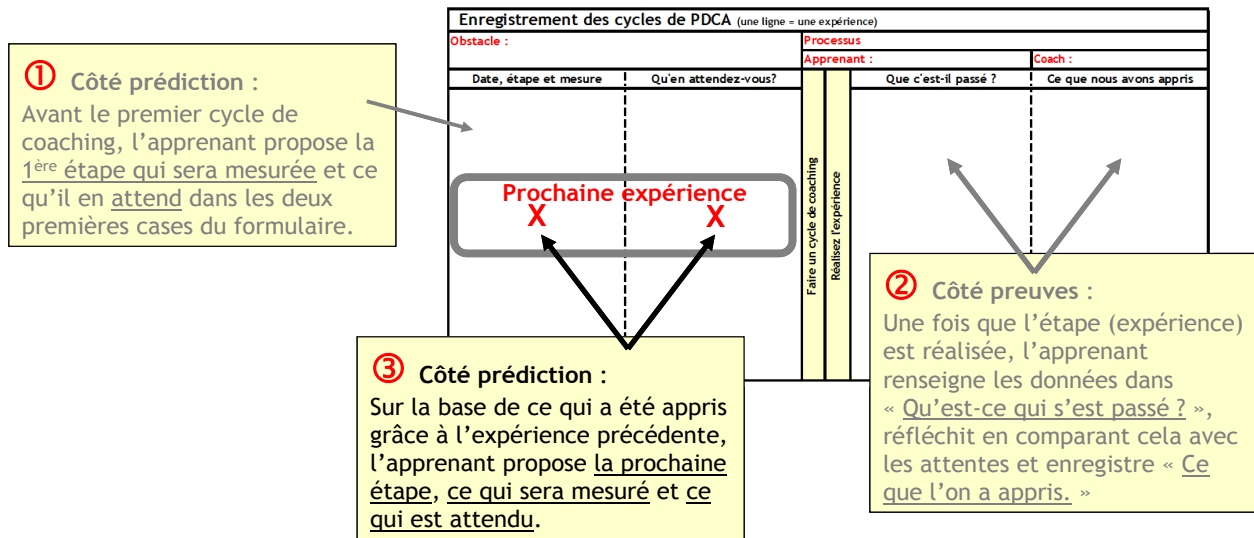 Enregistrement des cycles de PDCA (une ligne = une expérience)
Obstacle :
Processus
Apprenant :
Coach :
Date, étape et mesure
Qu'en attendez-vous?
Que c'est-il passé ?
Ce que nous avons appris
Faire un cycle de coaching
Réalisez l'expérience
① Côté prédiction :
Avant le premier cycle de
coaching, l'apprenant propose la
1ère étape qui sera mesurée et ce
qu'il en attend dans les deux
premières cases du formulaire.
Prochaine expérience
X
X
② Côté preuves :
Une fois que l'étape (expérience)
est réalisée, l'apprenant
renseigne les données dans
« Qu'est-ce qui s'est passé ? »,
réfléchit en comparant cela avec
les attentes et enregistre « Ce
que l'on a appris. »
③ Côté prédiction :
Sur la base de ce qui a été appris
grâce à l'expérience précédente,
l'apprenant propose la prochaine
étape, ce qui sera mesuré et ce
qui est attendu.